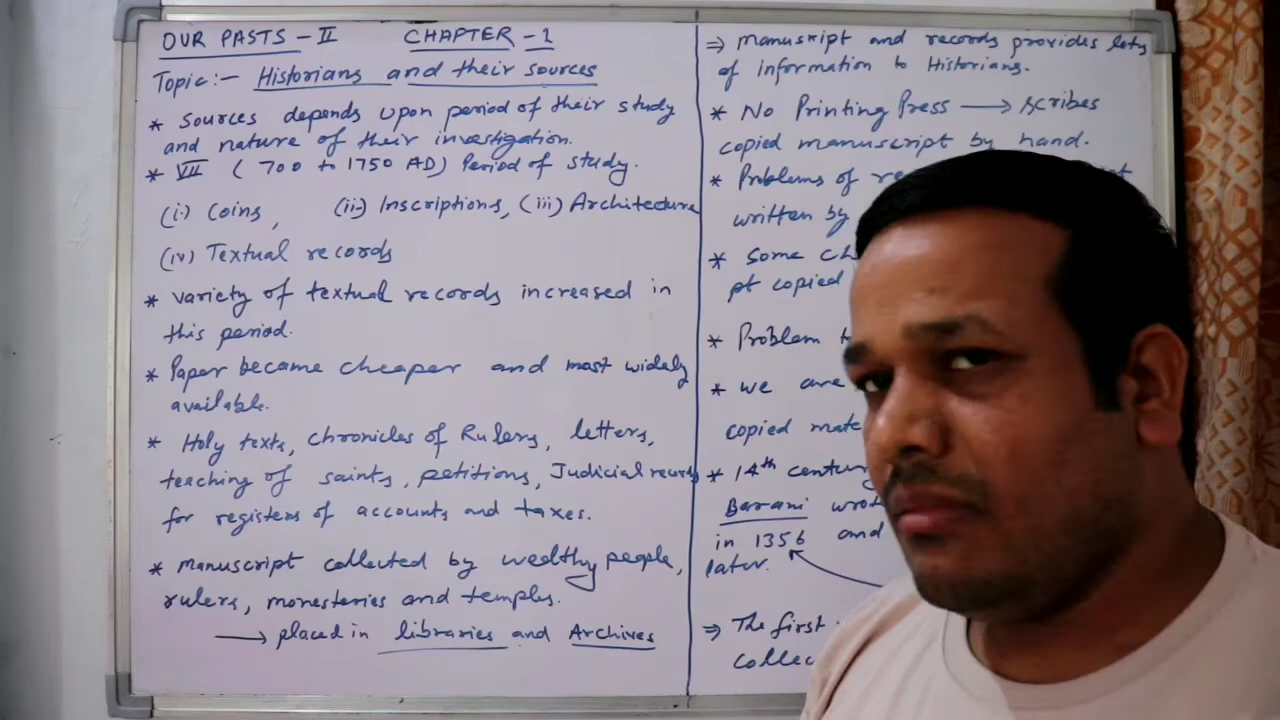 OUR PASTS - II CHAPTER - 1
Topic :- Historians and their sources
* Sources depends upon period of their study
and nature of their investigation.
* VII ( 700 to 1750 AD) Period of study.
(i) Coins, (ii) Inscriptions, (iii) Architecture
(iv) Textual records
* Variety of textual records increased in
this period.
* Paper became cheaper and most widely
available.
* Holy texts, chronicles of Rulers, letters,
teaching of saints, petitions, Judicial records
for registers of accounts and taxes.
* Manuscript collected by wealthy people,
rulers, monesteries and temples.
→ placed in libraries and Archives
⇒ Manuskipt and records provides lots
of information to Historians.
* No Printing Press → scribes
copied manuscript by hand.
* Problems of
written by
* Some
pt copied
* Problem
* we are
copied
* 14th century
Barani wrote
in 1356 and
later.
⇒ The first